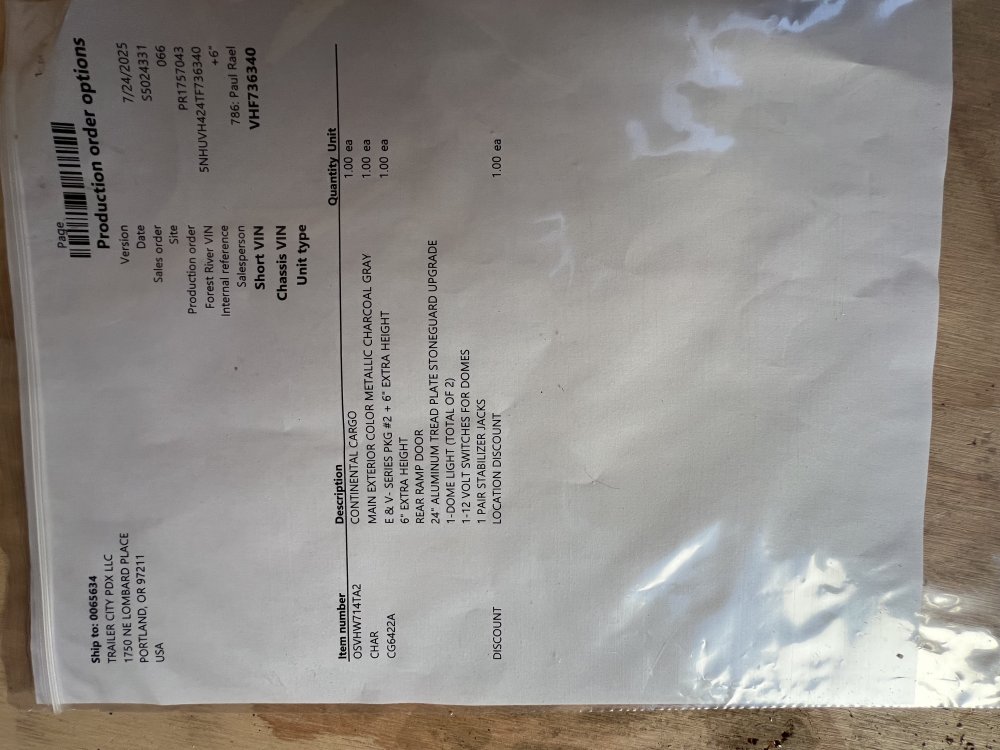 Page
Production order options
Version
Date 7/24/2025
Sales order S5024331
Site 066
Production order PR1757043
Forest River VIN 5NHUVH424TF736340
Internal reference +6"
Salesperson 786: Paul Rael
Short VIN VHF736340
Chassis VIN
Unit type
Ship to: 0065634
TRAILER CITY PDX LLC
1750 NE LOMBARD PLACE
PORTLAND, OR 97211
USA
Item number Description Quantity Unit
OSVHW714TA2 CONTINENTAL CARGO 1.00 ea
CHAR MAIN EXTERIOR COLOR METALLIC CHARCOAL GRAY 1.00 ea
CG6422A E & V- SERIES PKG #2 + 6" EXTRA HEIGHT 1.00 ea
6" EXTRA HEIGHT
REAR RAMP DOOR
24" ALUMINUM TREAD PLATE STONEGUARD UPGRADE
1-DOME LIGHT (TOTAL OF 2)
1-12 VOLT SWITCHES FOR DOMES
1 PAIR STABILIZER JACKS
DISCOUNT LOCATION DISCOUNT 1.00 ea